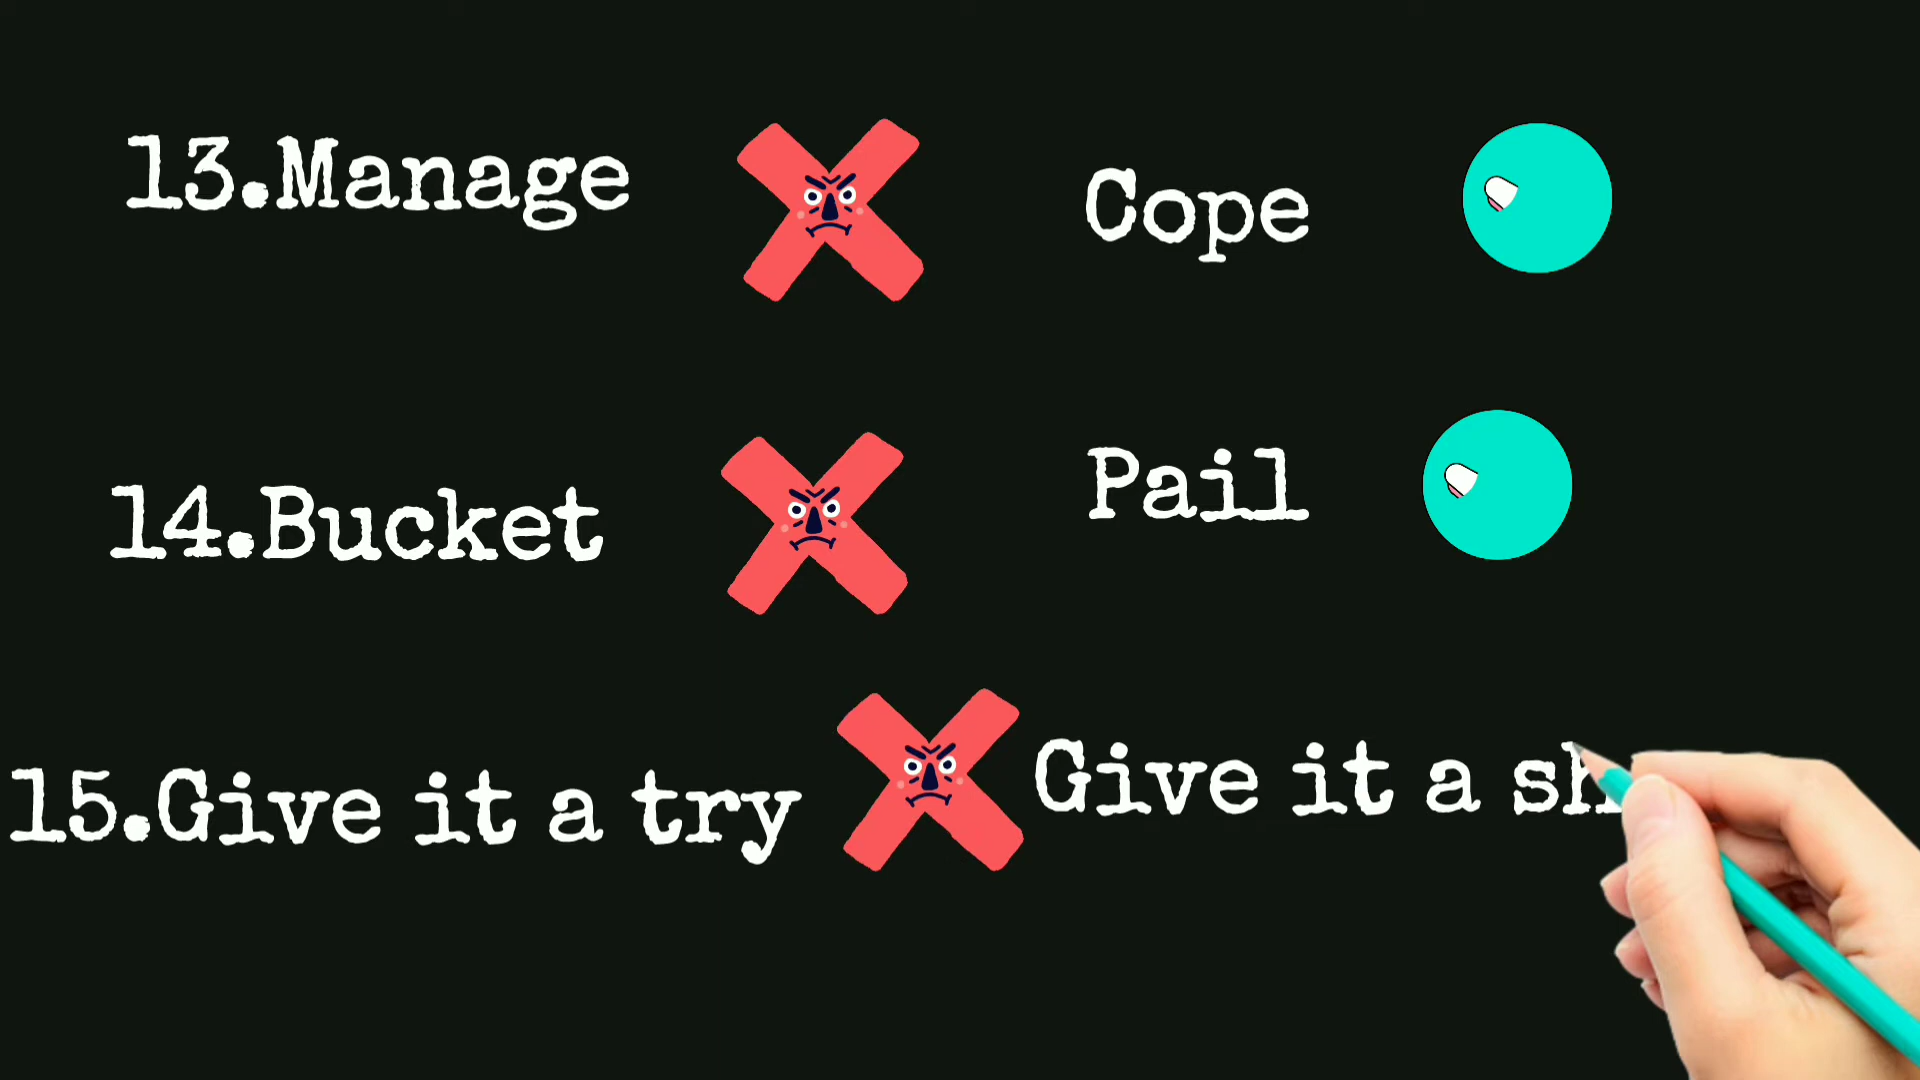 13.Manage
Cope
14.Bucket
Pail
15.Give it a try
Give it a sh